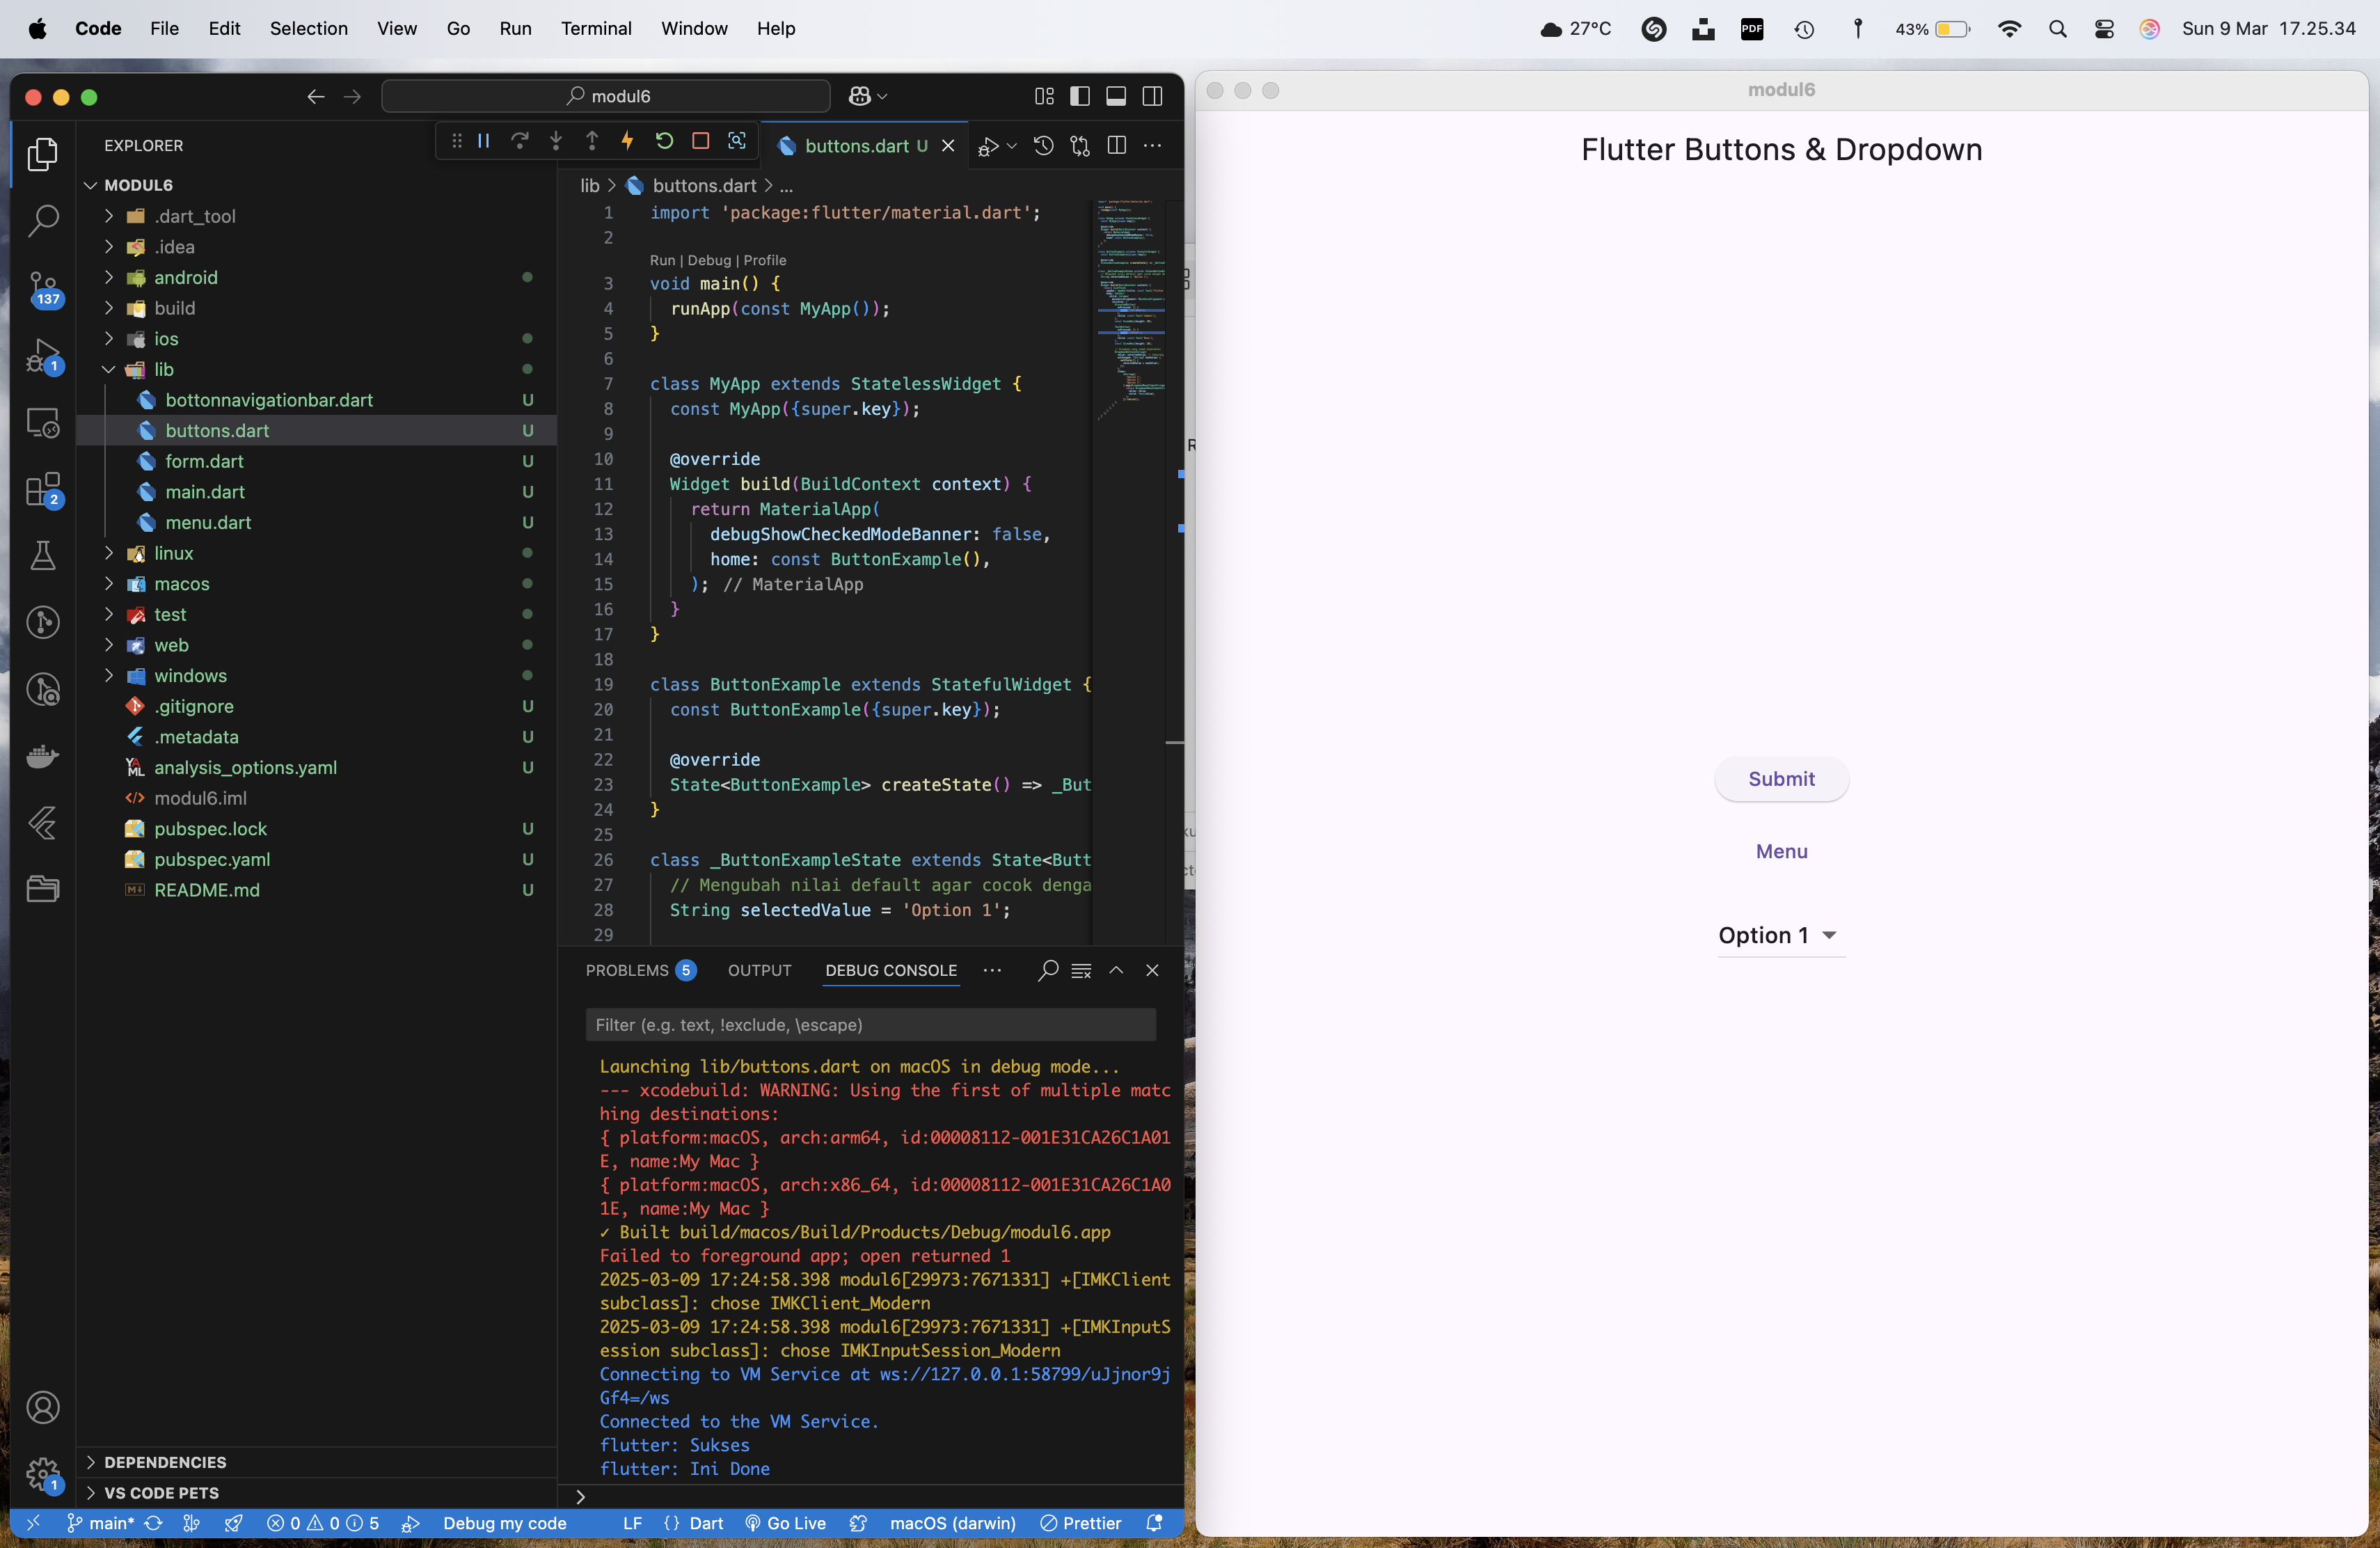 Code File Edit Selection View Go Run Terminal Window Help
27°C PDF 43% Sun 9 Mar 17.25.34
modul6
EXPLORER
MODUL6
.dart_tool
.idea
android
build
ios
lib
bottonnavigationbar.dart U
buttons.dart U
form.dart U
main.dart U
menu.dart U
linux
macos
test
web
windows
.gitignore U
.metadata U
analysis_options.yaml U
modul6.iml
pubspec.lock U
pubspec.yaml U
README.md U
DEPENDENCIES
VS CODE PETS
137
1
2
1
buttons.dart U
lib > buttons.dart > ...
1 import 'package:flutter/material.dart';
2
Run | Debug | Profile
3 void main() {
4 runApp(const MyApp());
5 }
6
7 class MyApp extends StatelessWidget {
8 const MyApp({super.key});
9
10 @override
11 Widget build(BuildContext context) {
12 return MaterialApp(
13 debugShowCheckedModeBanner: false,
14 home: const ButtonExample(),
15 ); // MaterialApp
16 }
17 }
18
19 class ButtonExample extends StatefulWidget {
20 const ButtonExample({super.key});
21
22 @override
23 State<ButtonExample> createState() => _But
24 }
25
26 class _ButtonExampleState extends State<Butt
27 // Mengubah nilai default agar cocok denga
28 String selectedValue = 'Option 1';
29
PROBLEMS 5 OUTPUT DEBUG CONSOLE
Filter (e.g. text, !exclude, \escape)
Launching lib/buttons.dart on macOS in debug mode...
--- xcodebuild: WARNING: Using the first of multiple matc
hing destinations:
{ platform:macOS, arch:arm64, id:00008112-001E31CA26C1A01
E, name:My Mac }
{ platform:macOS, arch:x86_64, id:00008112-001E31CA26C1A0
1E, name:My Mac }
✓ Built build/macos/Build/Products/Debug/modul6.app
Failed to foreground app; open returned 1
2025-03-09 17:24:58.398 modul6[29973:7671331] +[IMKClient
subclass]: chose IMKClient_Modern
2025-03-09 17:24:58.398 modul6[29973:7671331] +[IMKInputS
ession subclass]: chose IMKInputSession_Modern
Connecting to VM Service at ws://127.0.0.1:58799/uJjnor9j
Gf4=/ws
Connected to the VM Service.
flutter: Sukses
flutter: Ini Done
main* 0 0 5 Debug my code LF {} Dart Go Live macOS (darwin) Prettier
modul6
Flutter Buttons & Dropdown
Submit
Menu
Option 1